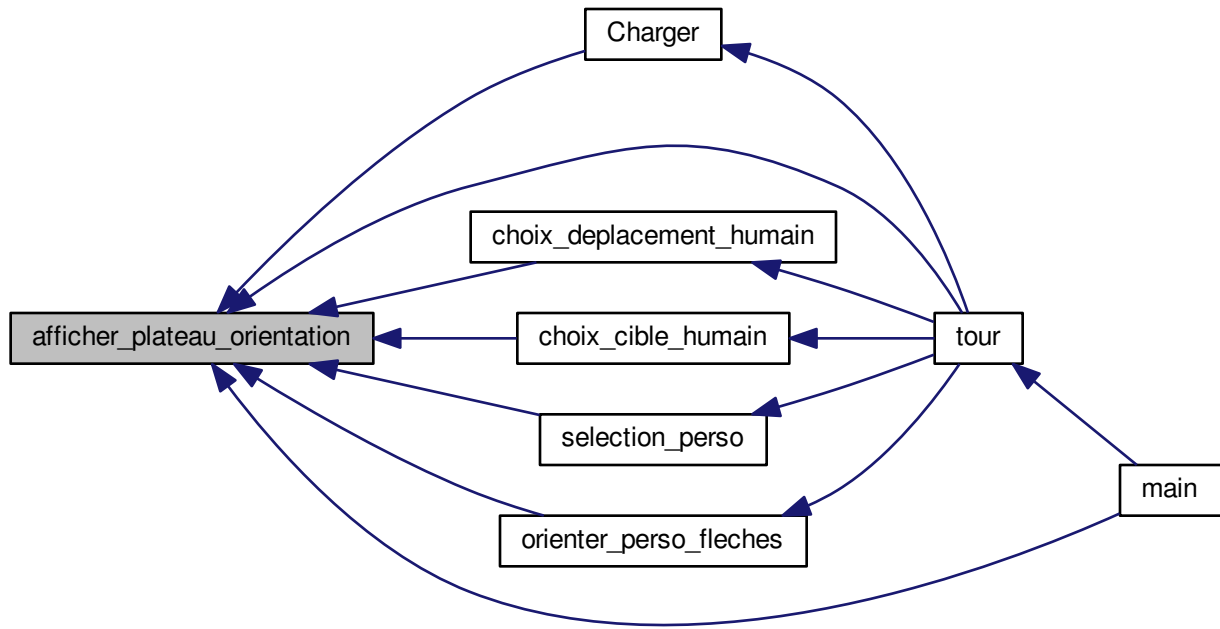 Charger
choix_deplacement_humain
afficher_plateau_orientation
choix_cible_humain
tour
selection_perso
main
orienter_perso_fleches